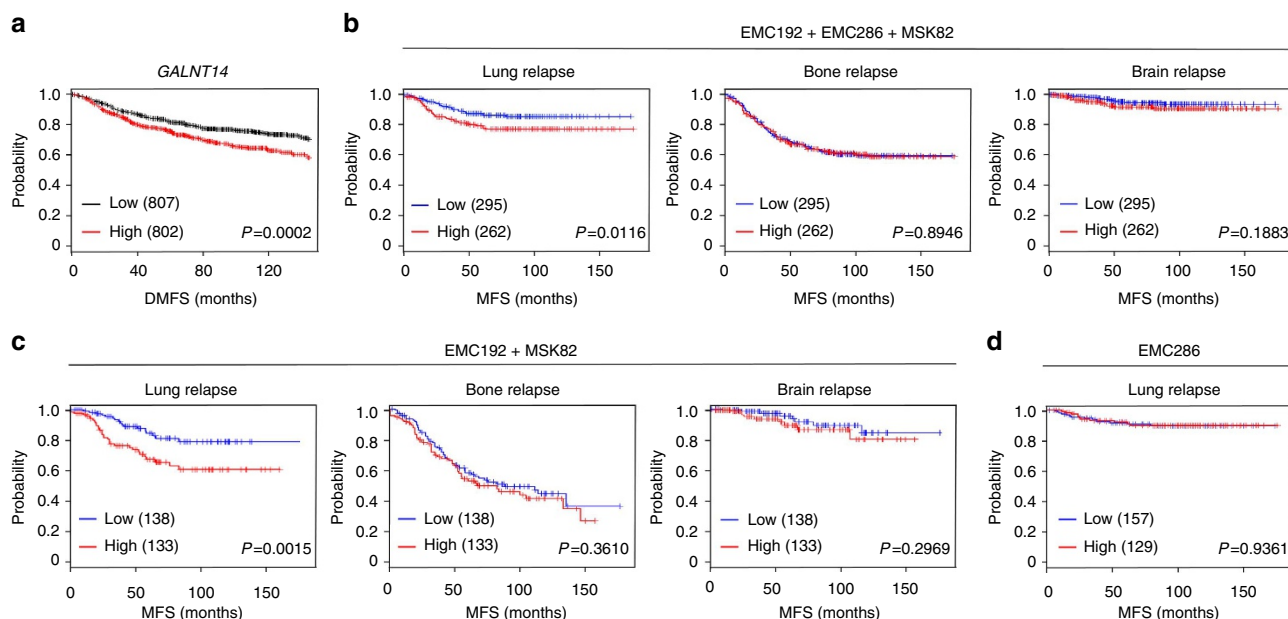 a
GALNT14
Probability
1.0
0.8
0.6
0.4
0.2
0
Low (807)
High (802)
P=0.0002
0 40 80 120
DMFS (months)
b
EMC192 + EMC286 + MSK82
Lung relapse
Probability
1.0
0.8
0.6
0.4
0.2
0
Low (295)
High (262)
P=0.0116
0 50 100 150
MFS (months)
Bone relapse
Probability
1.0
0.8
0.6
0.4
0.2
0
Low (295)
High (262)
P=0.8946
0 50 100 150
MFS (months)
Brain relapse
Probability
1.0
0.8
0.6
0.4
0.2
0
Low (295)
High (262)
P=0.1883
0 50 100 150
MFS (months)
c
EMC192 + MSK82
Lung relapse
Probability
1.0
0.8
0.6
0.4
0.2
0
Low (138)
High (133)
P=0.0015
0 50 100 150
MFS (months)
Bone relapse
Probability
1.0
0.8
0.6
0.4
0.2
0
Low (138)
High (133)
P=0.3610
0 50 100 150
MFS (months)
Brain relapse
Probability
1.0
0.8
0.6
0.4
0.2
0
Low (138)
High (133)
P=0.2969
0 50 100 150
MFS (months)
d
EMC286
Lung relapse
Probability
1.0
0.8
0.6
0.4
0.2
0
Low (157)
High (129)
P=0.9361
0 50 100 150
MFS (months)